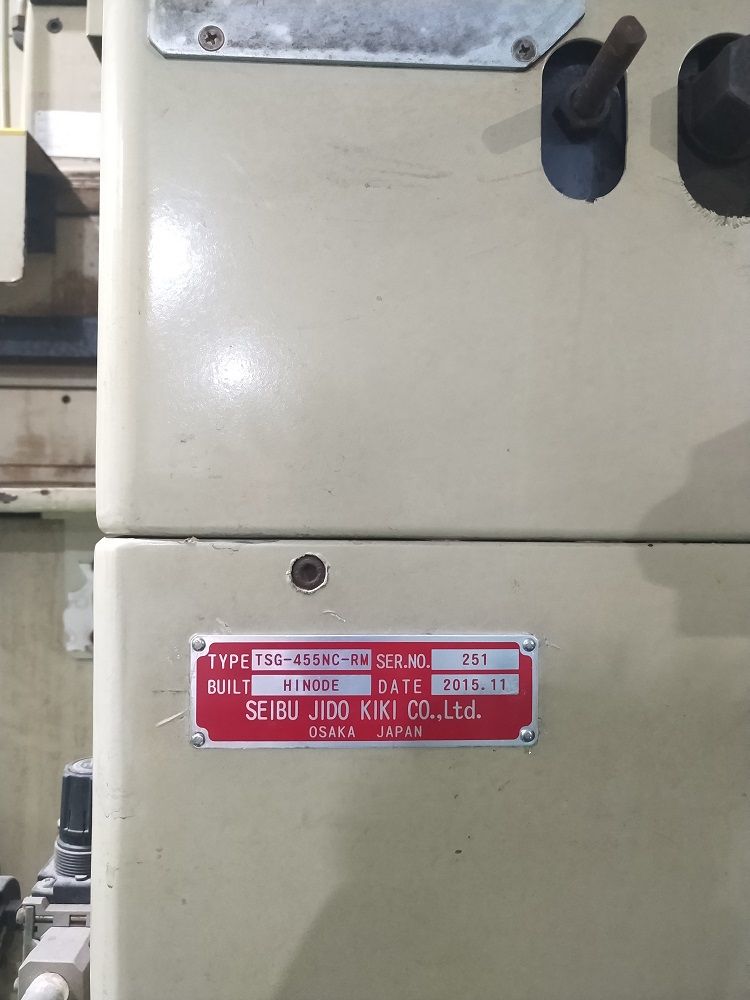 TYPE TSG-455NC-RM SER.NO. 251
BUILT HINODE DATE 2015.11
SEIBU JIDO KIKI CO.,Ltd.
OSAKA JAPAN